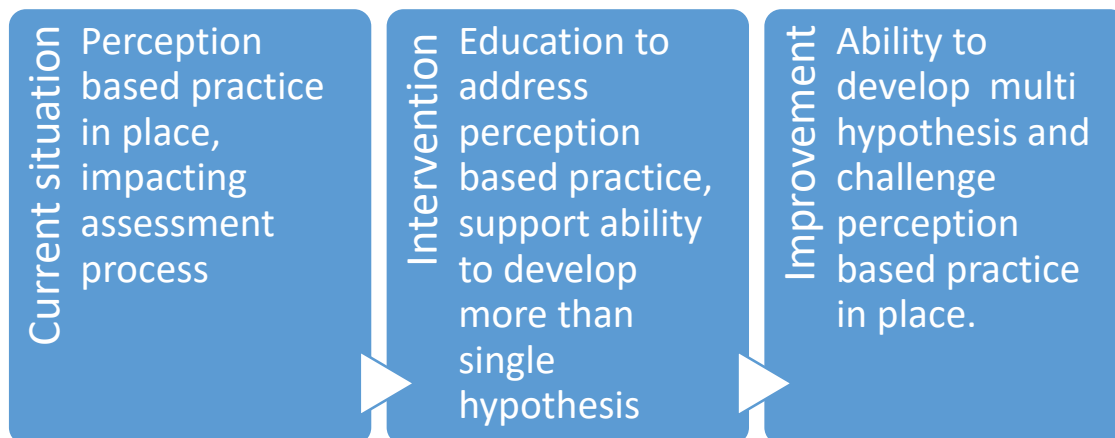 Current situation
Perception
based practice
in place,
impacting
assessment
process
Intervention
Education to
address
perception
based practice,
support ability
to develop
more than
single
hypothesis
Improvement
Ability to
develop  multi
hypothesis and
challenge
perception
based practice
in place.